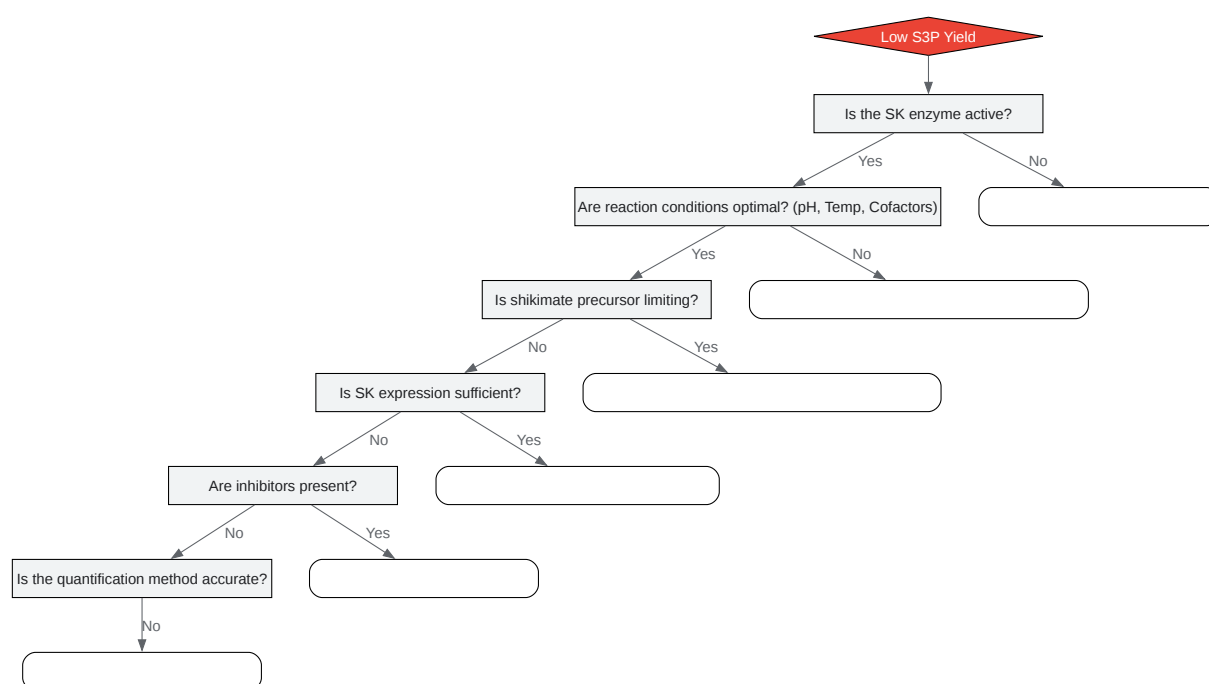 Low S3P Yield
Is the SK enzyme active?
Yes
No
Are reaction conditions optimal? (pH, Temp, Cofactors)
Yes
No
Is shikimate precursor limiting?
No
Yes
Is SK expression sufficient?
No
Yes
Are inhibitors present?
No
Yes
Is the quantification method accurate?
No